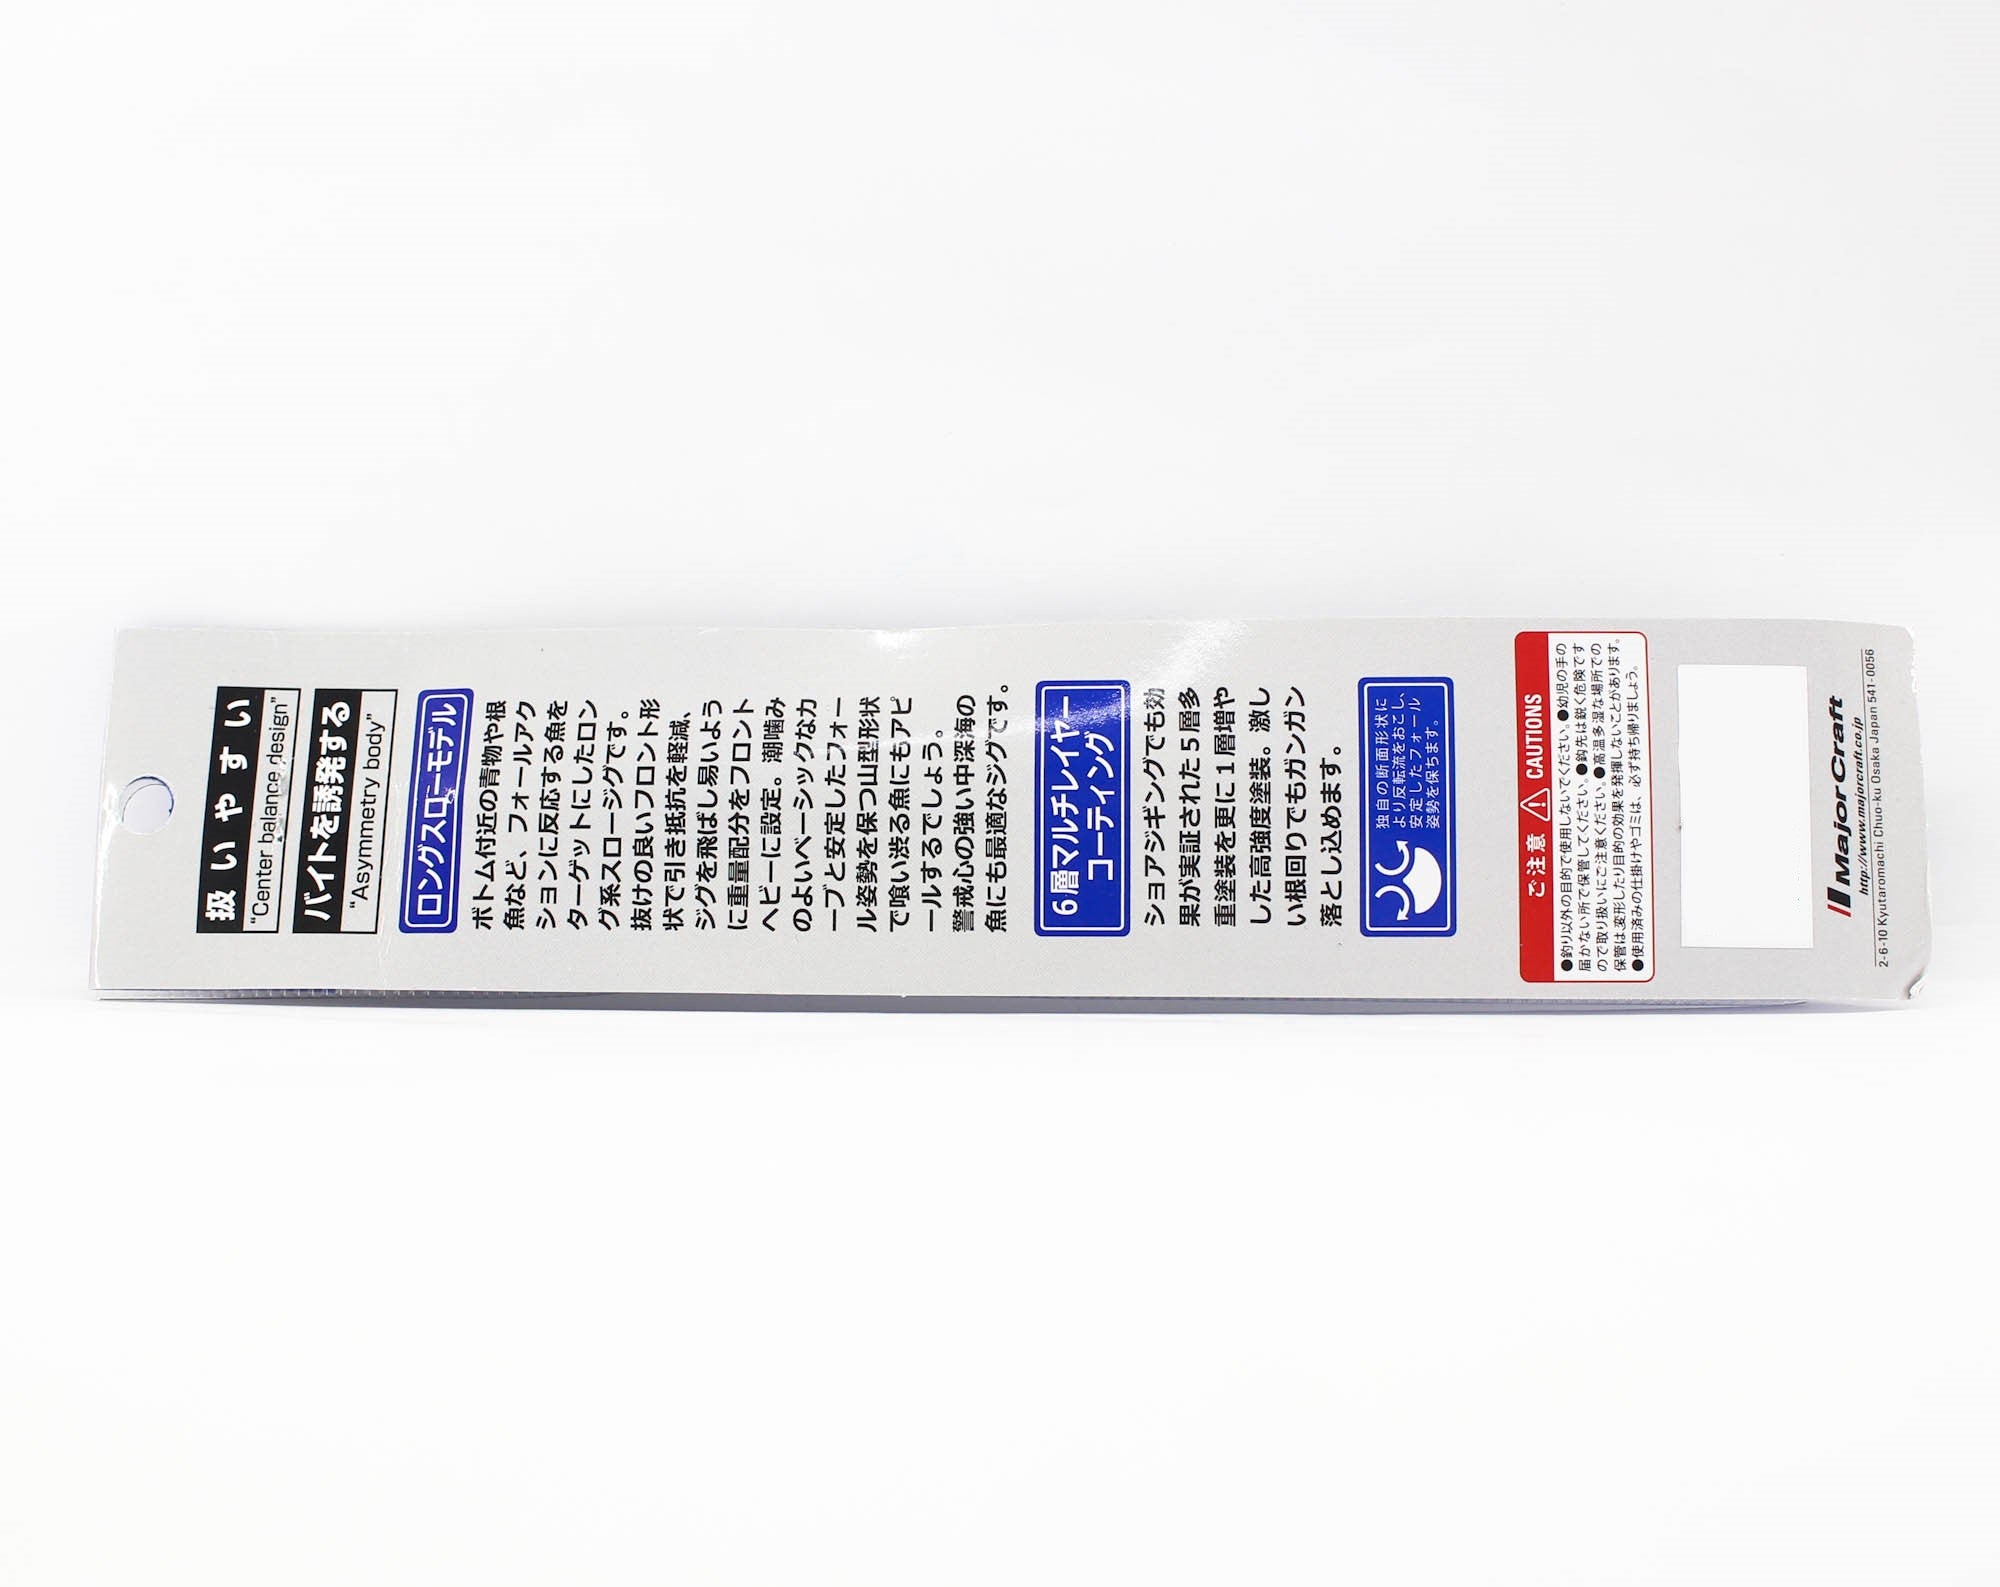 扱いやすい
"Center balance design"
バイトを誘発する
"Asymmetry body"
ロングスローモデル
ボトム付近の青物や根
魚など、フォールアク
ションに反応する魚を
ターゲットにしたロン
グ系スロージグです。
抜けの良いフロント形
状で引き抵抗を軽減、
ジグを飛ばし易いよう
に重量配分をフロント
ヘビーに設定。潮噛み
のよいベーシックなカ
ーブと安定したフォー
ル姿勢を保つ山型形状
で喰い渋る魚にもアピ
ールするでしょう。
警戒心の強い中深海の
魚にも最適なジグです。
6層マルチレイヤー
コーティング
ショアジギングでも効
果が実証された5層多
重塗装を更に1層増や
した高強度塗装。激し
い根回りでもガンガン
落とし込めます。
独自の断面形状に
より反転流をおこし、
安定したフォール
姿勢を保ちます。
ご注意 CAUTIONS
●釣り以外の目的で使用しないでください。●幼児の手の
届かない所で保管してください。●鈎先は鋭く危険です
ので取り扱いにご注意ください。●高温多湿な場所での
保管は変形したり目的の効果を発揮しないことがあります。
●使用済みの仕掛けやゴミは、必ず持ち帰りましょう。
MajorCraft
http://www.majorcraft.co.jp
2-6-10 Kyutaromachi Chuo-ku Osaka Japan 541-0056